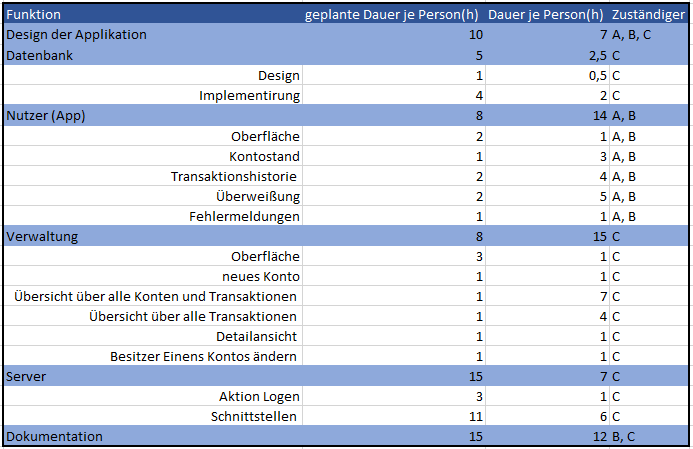 Funktion geplante Dauer je Person(h) Dauer je Person(h) Zuständiger
Design der Applikation 10 7 A, B, C
Datenbank 5 2,5 C
Design 1 0,5 C
Implementirung 4 2 C
Nutzer (App) 8 14 A, B
Oberfläche 2 1 A, B
Kontostand 1 3 A, B
Transaktionshistorie 2 4 A, B
Überweißung 2 5 A, B
Fehlermeldungen 1 1 A, B
Verwaltung 8 15 C
Oberfläche 3 1 C
neues Konto 1 1 C
Übersicht über alle Konten und Transaktionen 1 7 C
Übersicht über alle Transaktionen 1 4 C
Detailansicht 1 1 C
Besitzer Einens Kontos ändern 1 1 C
Server 15 7 C
Aktion Logen 3 1 C
Schnittstellen 11 6 C
Dokumentation 15 12 B, C